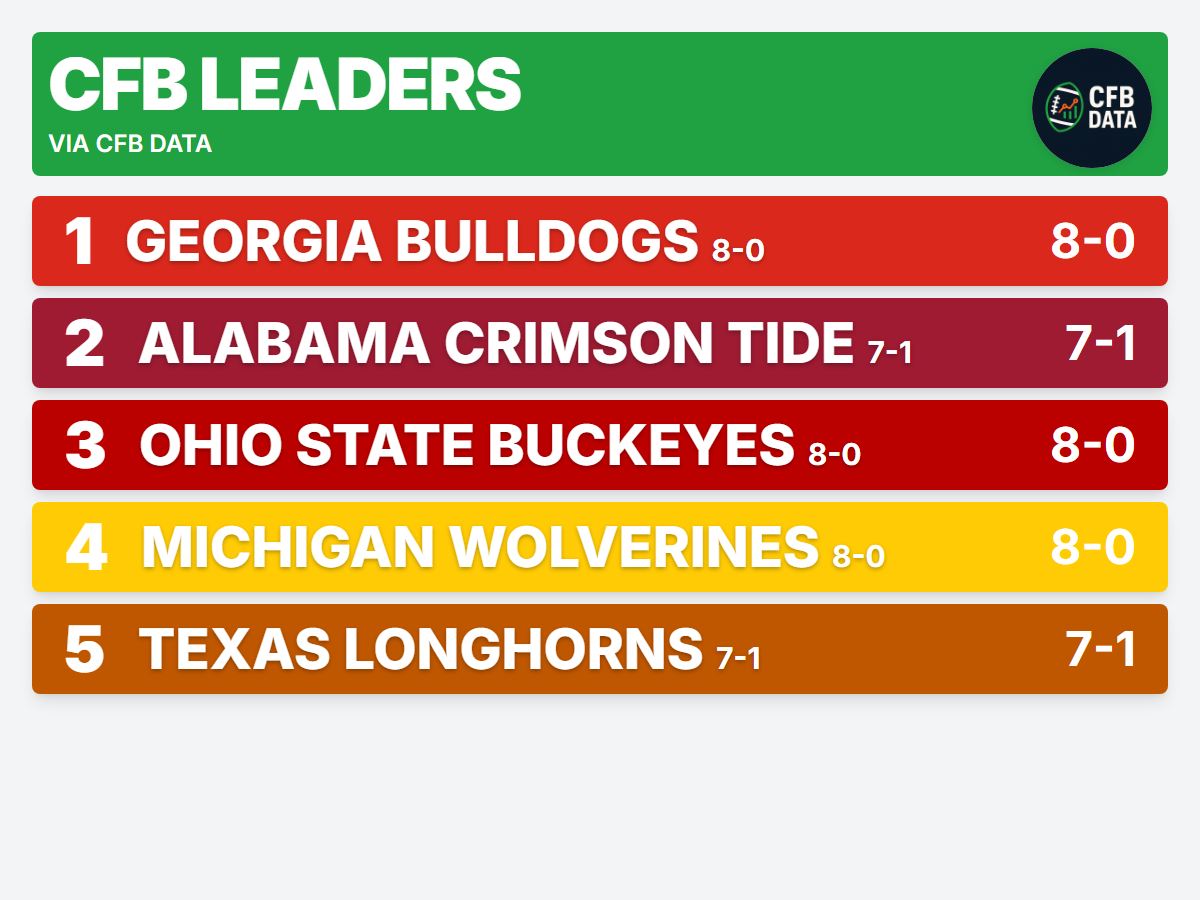 CFB LEADERS
VIA CFB DATA
CFB
DATA
1 GEORGIA BULLDOGS 8-0 8-0
2 ALABAMA CRIMSON TIDE 7-1 7-1
3 OHIO STATE BUCKEYES 8-0 8-0
4 MICHIGAN WOLVERINES 8-0 8-0
5 TEXAS LONGHORNS 7-1 7-1